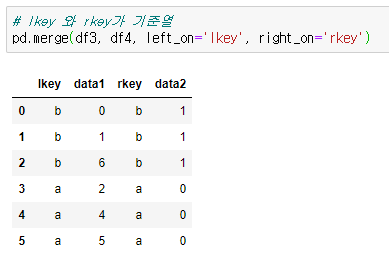 # lkey 와 rkey가 기준열
pd.merge(df3, df4, left_on='lkey', right_on='rkey')
lkey data1 rkey data2
0 b 0 b 1
1 b 1 b 1
2 b 6 b 1
3 a 2 a 0
4 a 4 a 0
5 a 5 a 0